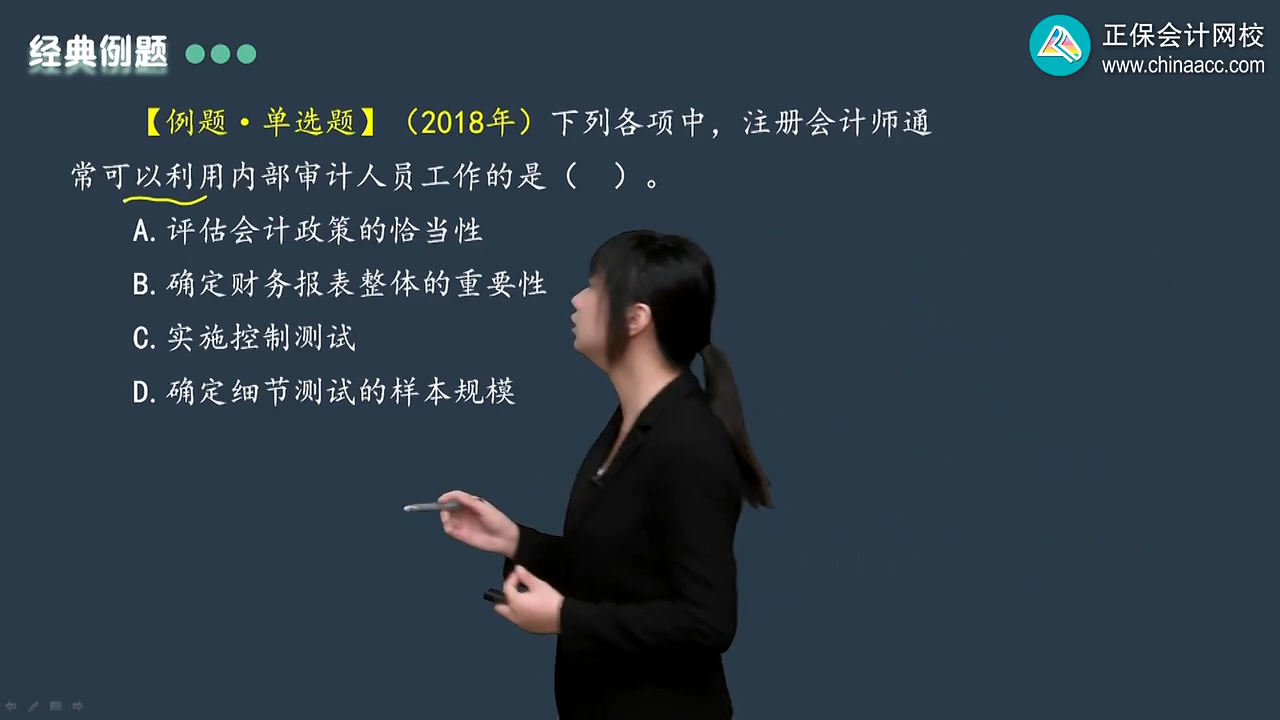 经典例题
正保会计网校
www.chinaacc.com
【例题·单选题】（2018年）下列各项中，注册会计师通
常可以利用内部审计人员工作的是（ ）。
A. 评估会计政策的恰当性
B. 确定财务报表整体的重要性
C. 实施控制测试
D. 确定细节测试的样本规模